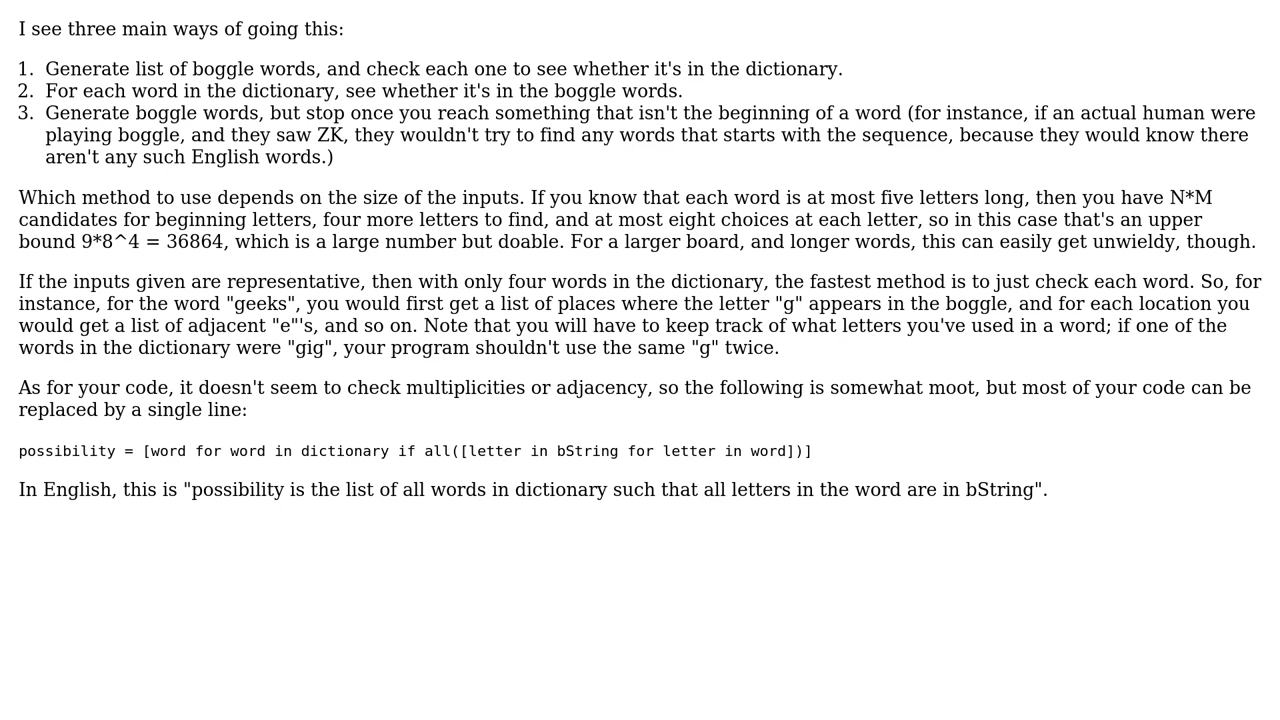 I see three main ways of going this:
1. Generate list of boggle words, and check each one to see whether it's in the dictionary.
2. For each word in the dictionary, see whether it's in the boggle words.
3. Generate boggle words, but stop once you reach something that isn't the beginning of a word (for instance, if an actual human were
playing boggle, and they saw ZK, they wouldn't try to find any words that starts with the sequence, because they would know there
aren't any such English words.)
Which method to use depends on the size of the inputs. If you know that each word is at most five letters long, then you have N*M
candidates for beginning letters, four more letters to find, and at most eight choices at each letter, so in this case that's an upper
bound 9*8^4 = 36864, which is a large number but doable. For a larger board, and longer words, this can easily get unwieldy, though.
If the inputs given are representative, then with only four words in the dictionary, the fastest method is to just check each word. So, for
instance, for the word "geeks", you would first get a list of places where the letter "g" appears in the boggle, and for each location you
would get a list of adjacent "e"'s, and so on. Note that you will have to keep track of what letters you've used in a word; if one of the
words in the dictionary were "gig", your program shouldn't use the same "g" twice.
As for your code, it doesn't seem to check multiplicities or adjacency, so the following is somewhat moot, but most of your code can be
replaced by a single line:
possibility = [word for word in dictionary if all([letter in bString for letter in word])]
In English, this is "possibility is the list of all words in dictionary such that all letters in the word are in bString".